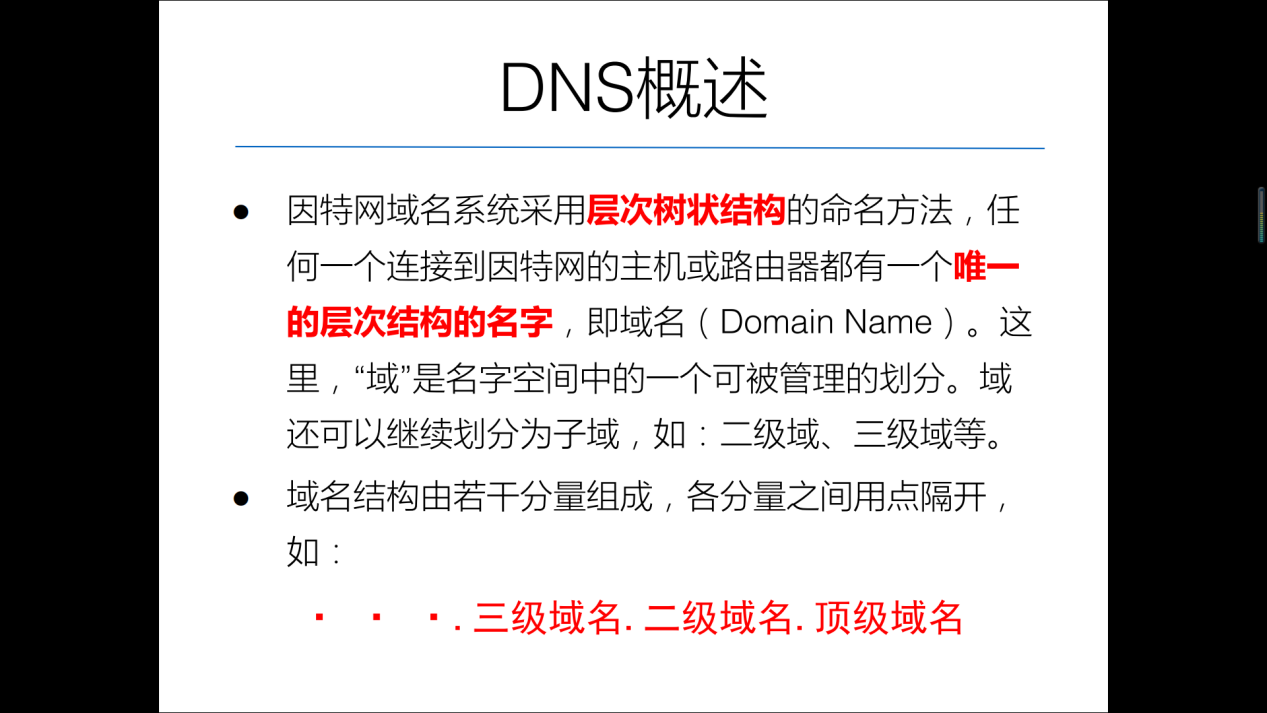 DNS概述
● 因特网域名系统采用层次树状结构的命名方法，任
何一个连接到因特网的主机或路由器都有一个唯一
的层次结构的名字，即域名（Domain Name）。这
里，“域”是名字空间中的一个可被管理的划分。域
还可以继续划分为子域，如：二级域、三级域等。
● 域名结构由若干分量组成，各分量之间用点隔开，
如：
· · ·. 三级域名. 二级域名. 顶级域名